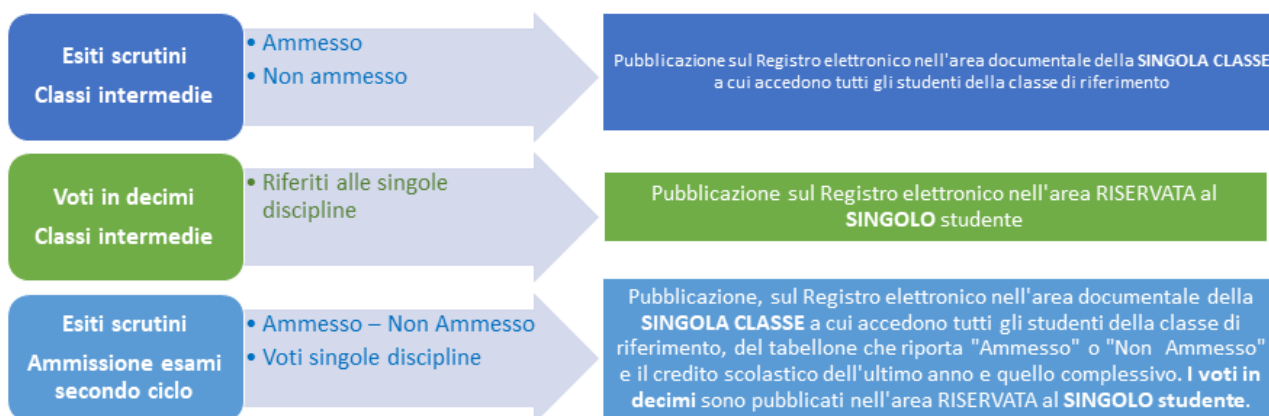 Esiti scrutini
Classi intermedie
• Ammesso
• Non ammesso
Pubblicazione sul Registro elettronico nell'area documentale della SINGOLA CLASSE
a cui accedono tutti gli studenti della classe di riferimento
Voti in decimi
Classi intermedie
• Riferiti alle singole
discipline
Pubblicazione sul Registro elettronico nell'area RISERVATA al
SINGOLO studente
Esiti scrutini
Ammissione esami
secondo ciclo
• Ammesso – Non Ammesso
• Voti singole discipline
Pubblicazione, sul Registro elettronico nell'area documentale della
SINGOLA CLASSE a cui accedono tutti gli studenti della classe di
riferimento, del tabellone che riporta "Ammesso" o "Non Ammesso"
e il credito scolastico dell'ultimo anno e quello complessivo. I voti in
decimi sono pubblicati nell'area RISERVATA al SINGOLO studente.